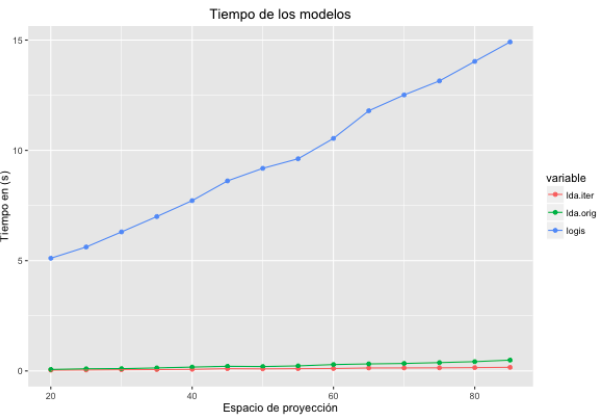 Tiempo de los modelos
Tiempo en (s)
15
10
5
0
20
40
60
80
Espacio de proyección
variable
lda.iter
lda.orig
logis